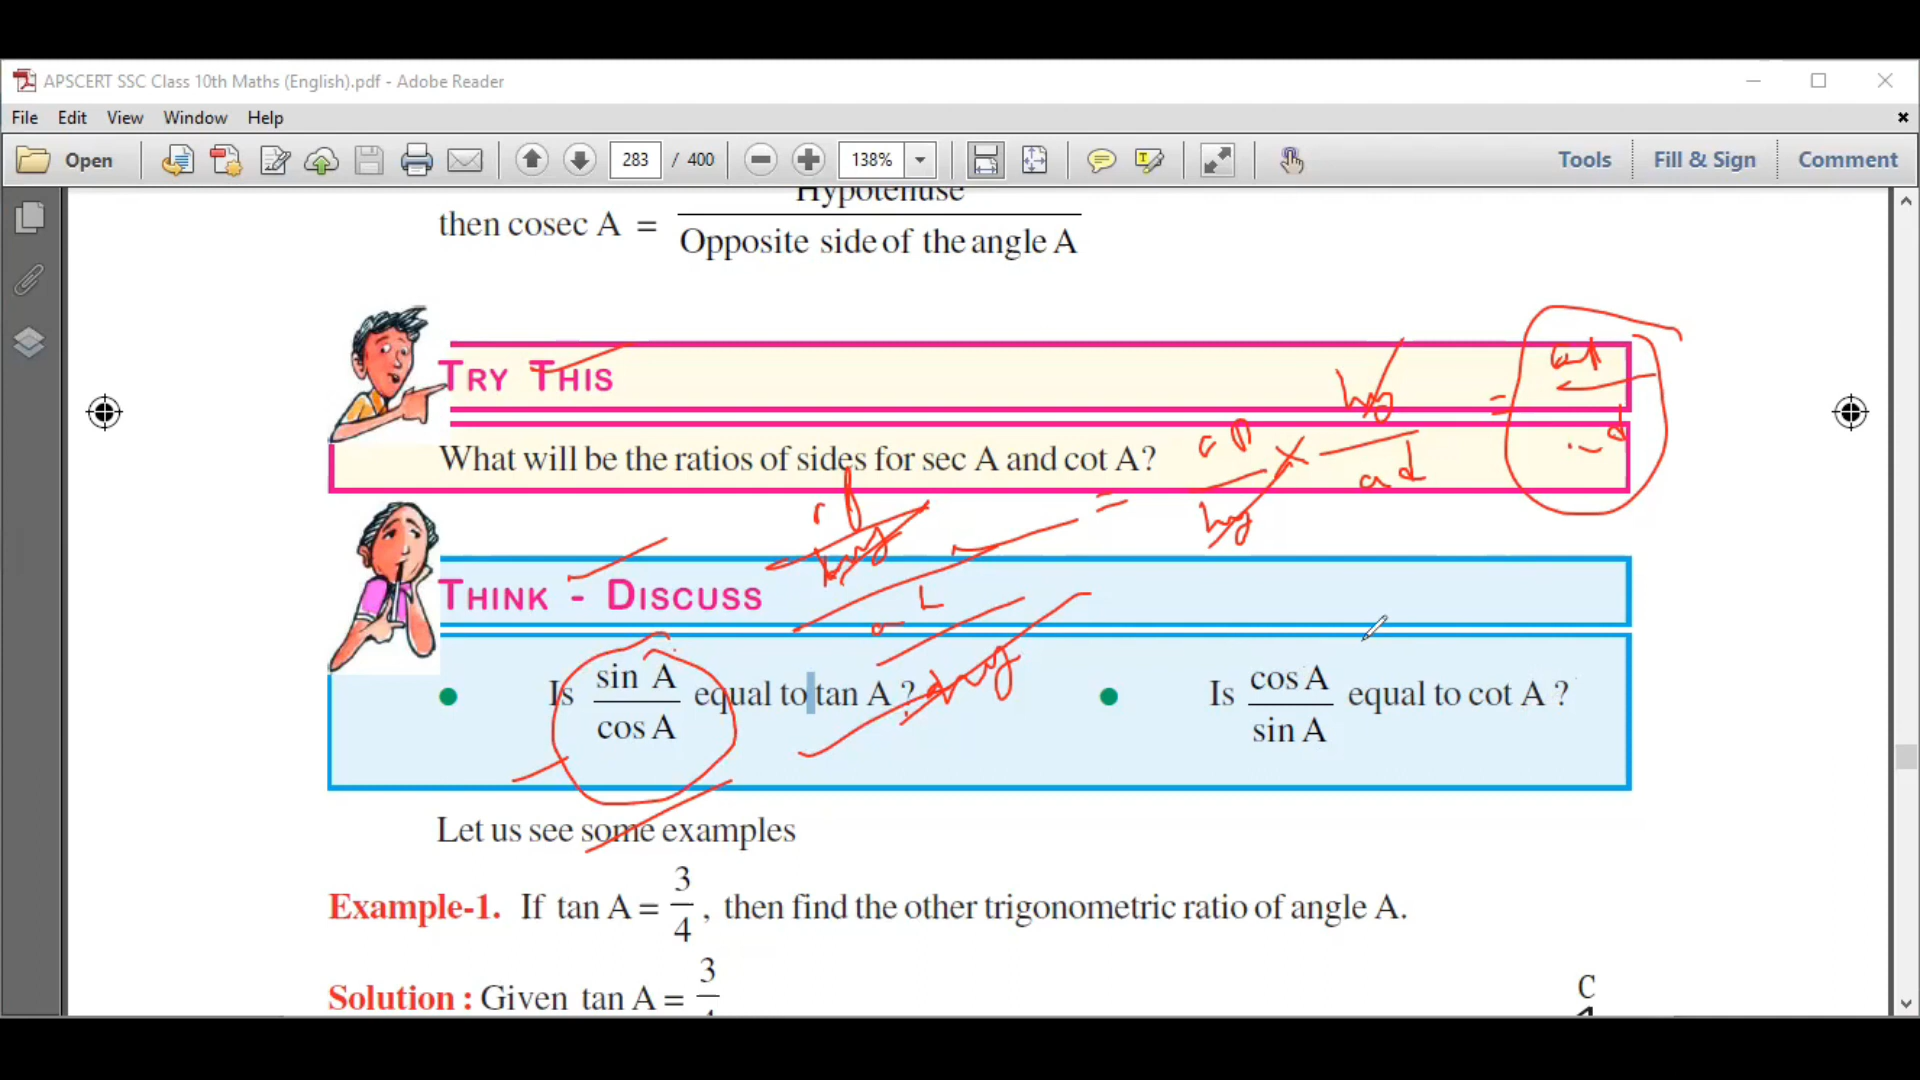 APSCERT SSC Class 10th Maths (English).pdf - Adobe Reader
File Edit View Window Help
Open 283 / 400 138% Tools Fill & Sign Comment
Hypotenuse
then cosec A =
Opposite side of the angle A
TRY THIS
What will be the ratios of sides for sec A and cot A?
hy
=
hy × ad
=
THINK - DISCUSS
Is sin A / cos A equal to tan A ?
Is cos A / sin A equal to cot A ?
Let us see some examples
Example-1. If tan A = 3/4 , then find the other trigonometric ratio of angle A.
Solution : Given tan A = 3
C